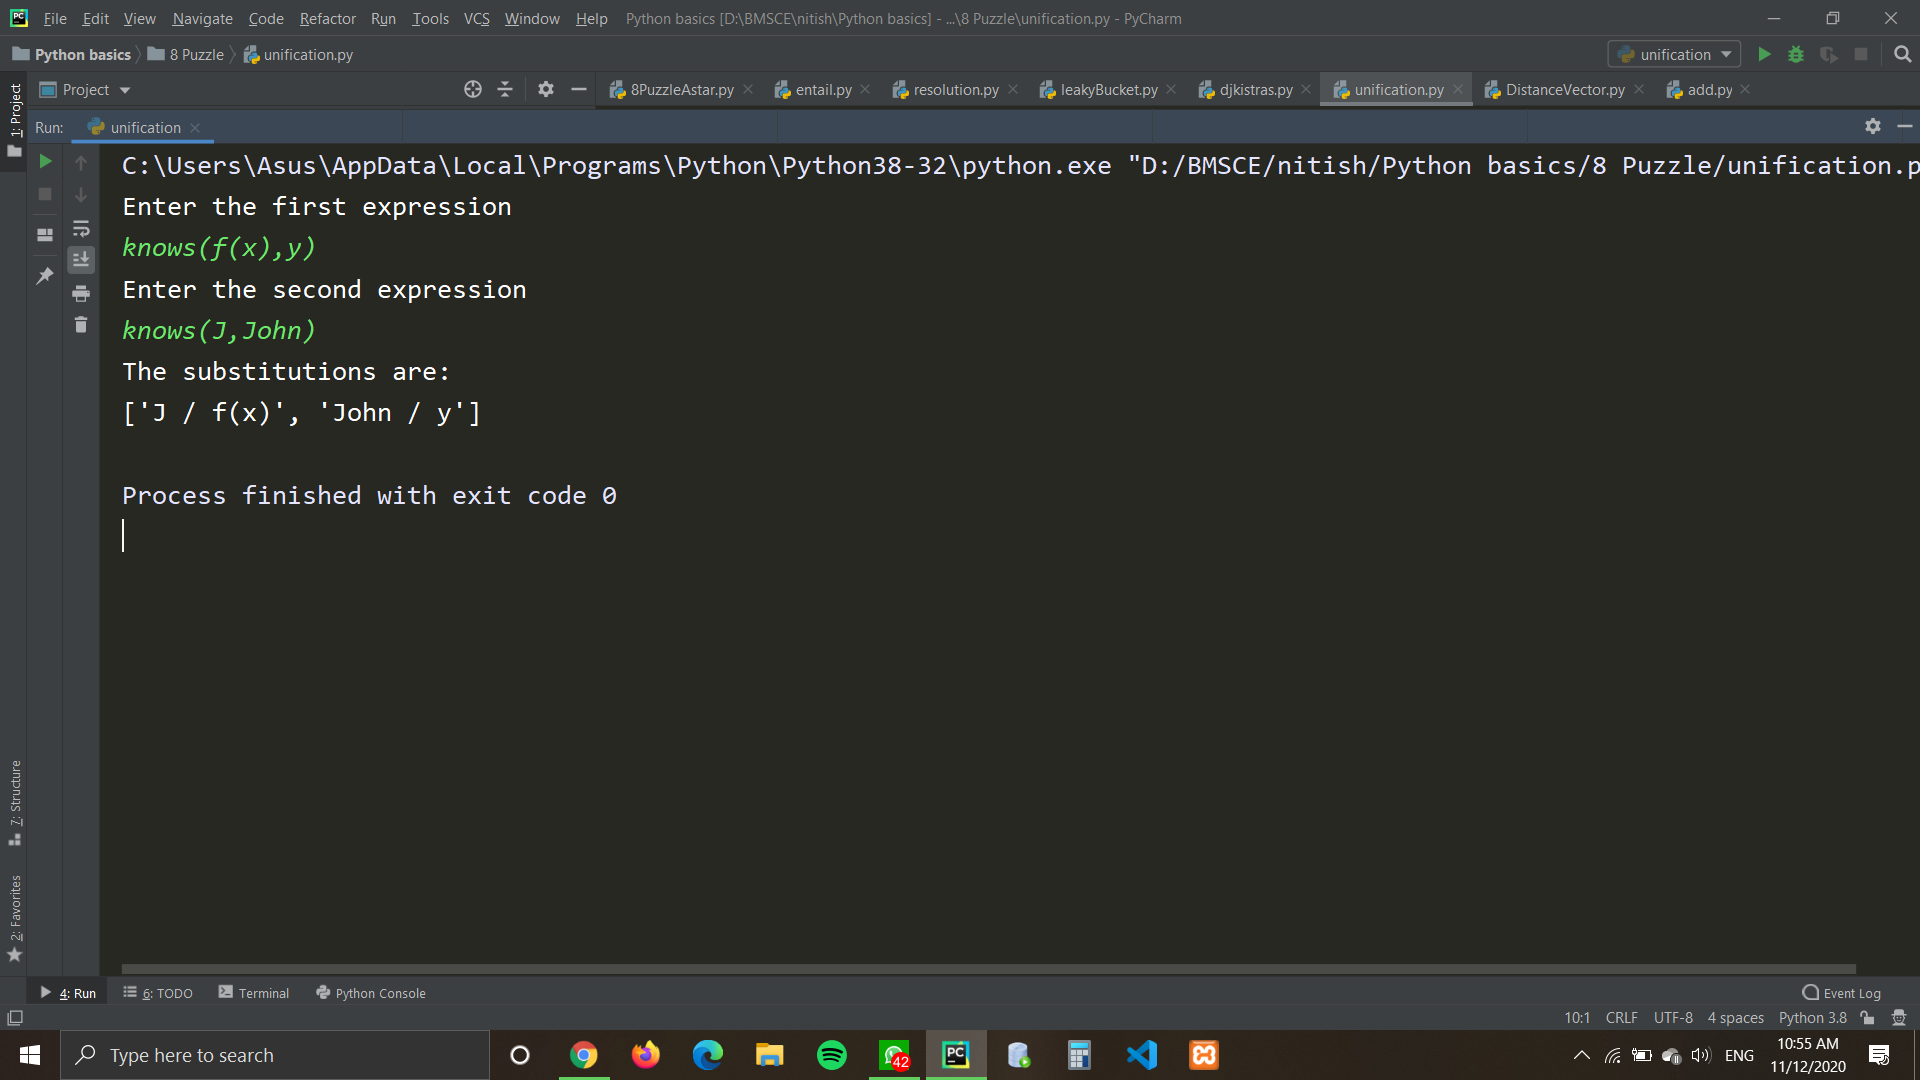 File Edit View Navigate Code Refactor Run Tools VCS Window Help Python basics [D:\BMSCE\nitish\Python basics] - ...\8 Puzzle\unification.py - PyCharm
Python basics 8 Puzzle unification.py unification
1: Project
Project 8PuzzleAstar.py entail.py resolution.py leakyBucket.py djkistras.py unification.py DistanceVector.py add.py
Run: unification
C:\Users\Asus\AppData\Local\Programs\Python\Python38-32\python.exe "D:/BMSCE/nitish/Python basics/8 Puzzle/unification.p
Enter the first expression
knows(f(x),y)
Enter the second expression
knows(J,John)
The substitutions are:
['J / f(x)', 'John / y']
Process finished with exit code 0
7: Structure
2: Favorites
4: Run 6: TODO Terminal Python Console Event Log
10:1 CRLF UTF-8 4 spaces Python 3.8
Type here to search 42 PC ENG 10:55 AM
11/12/2020